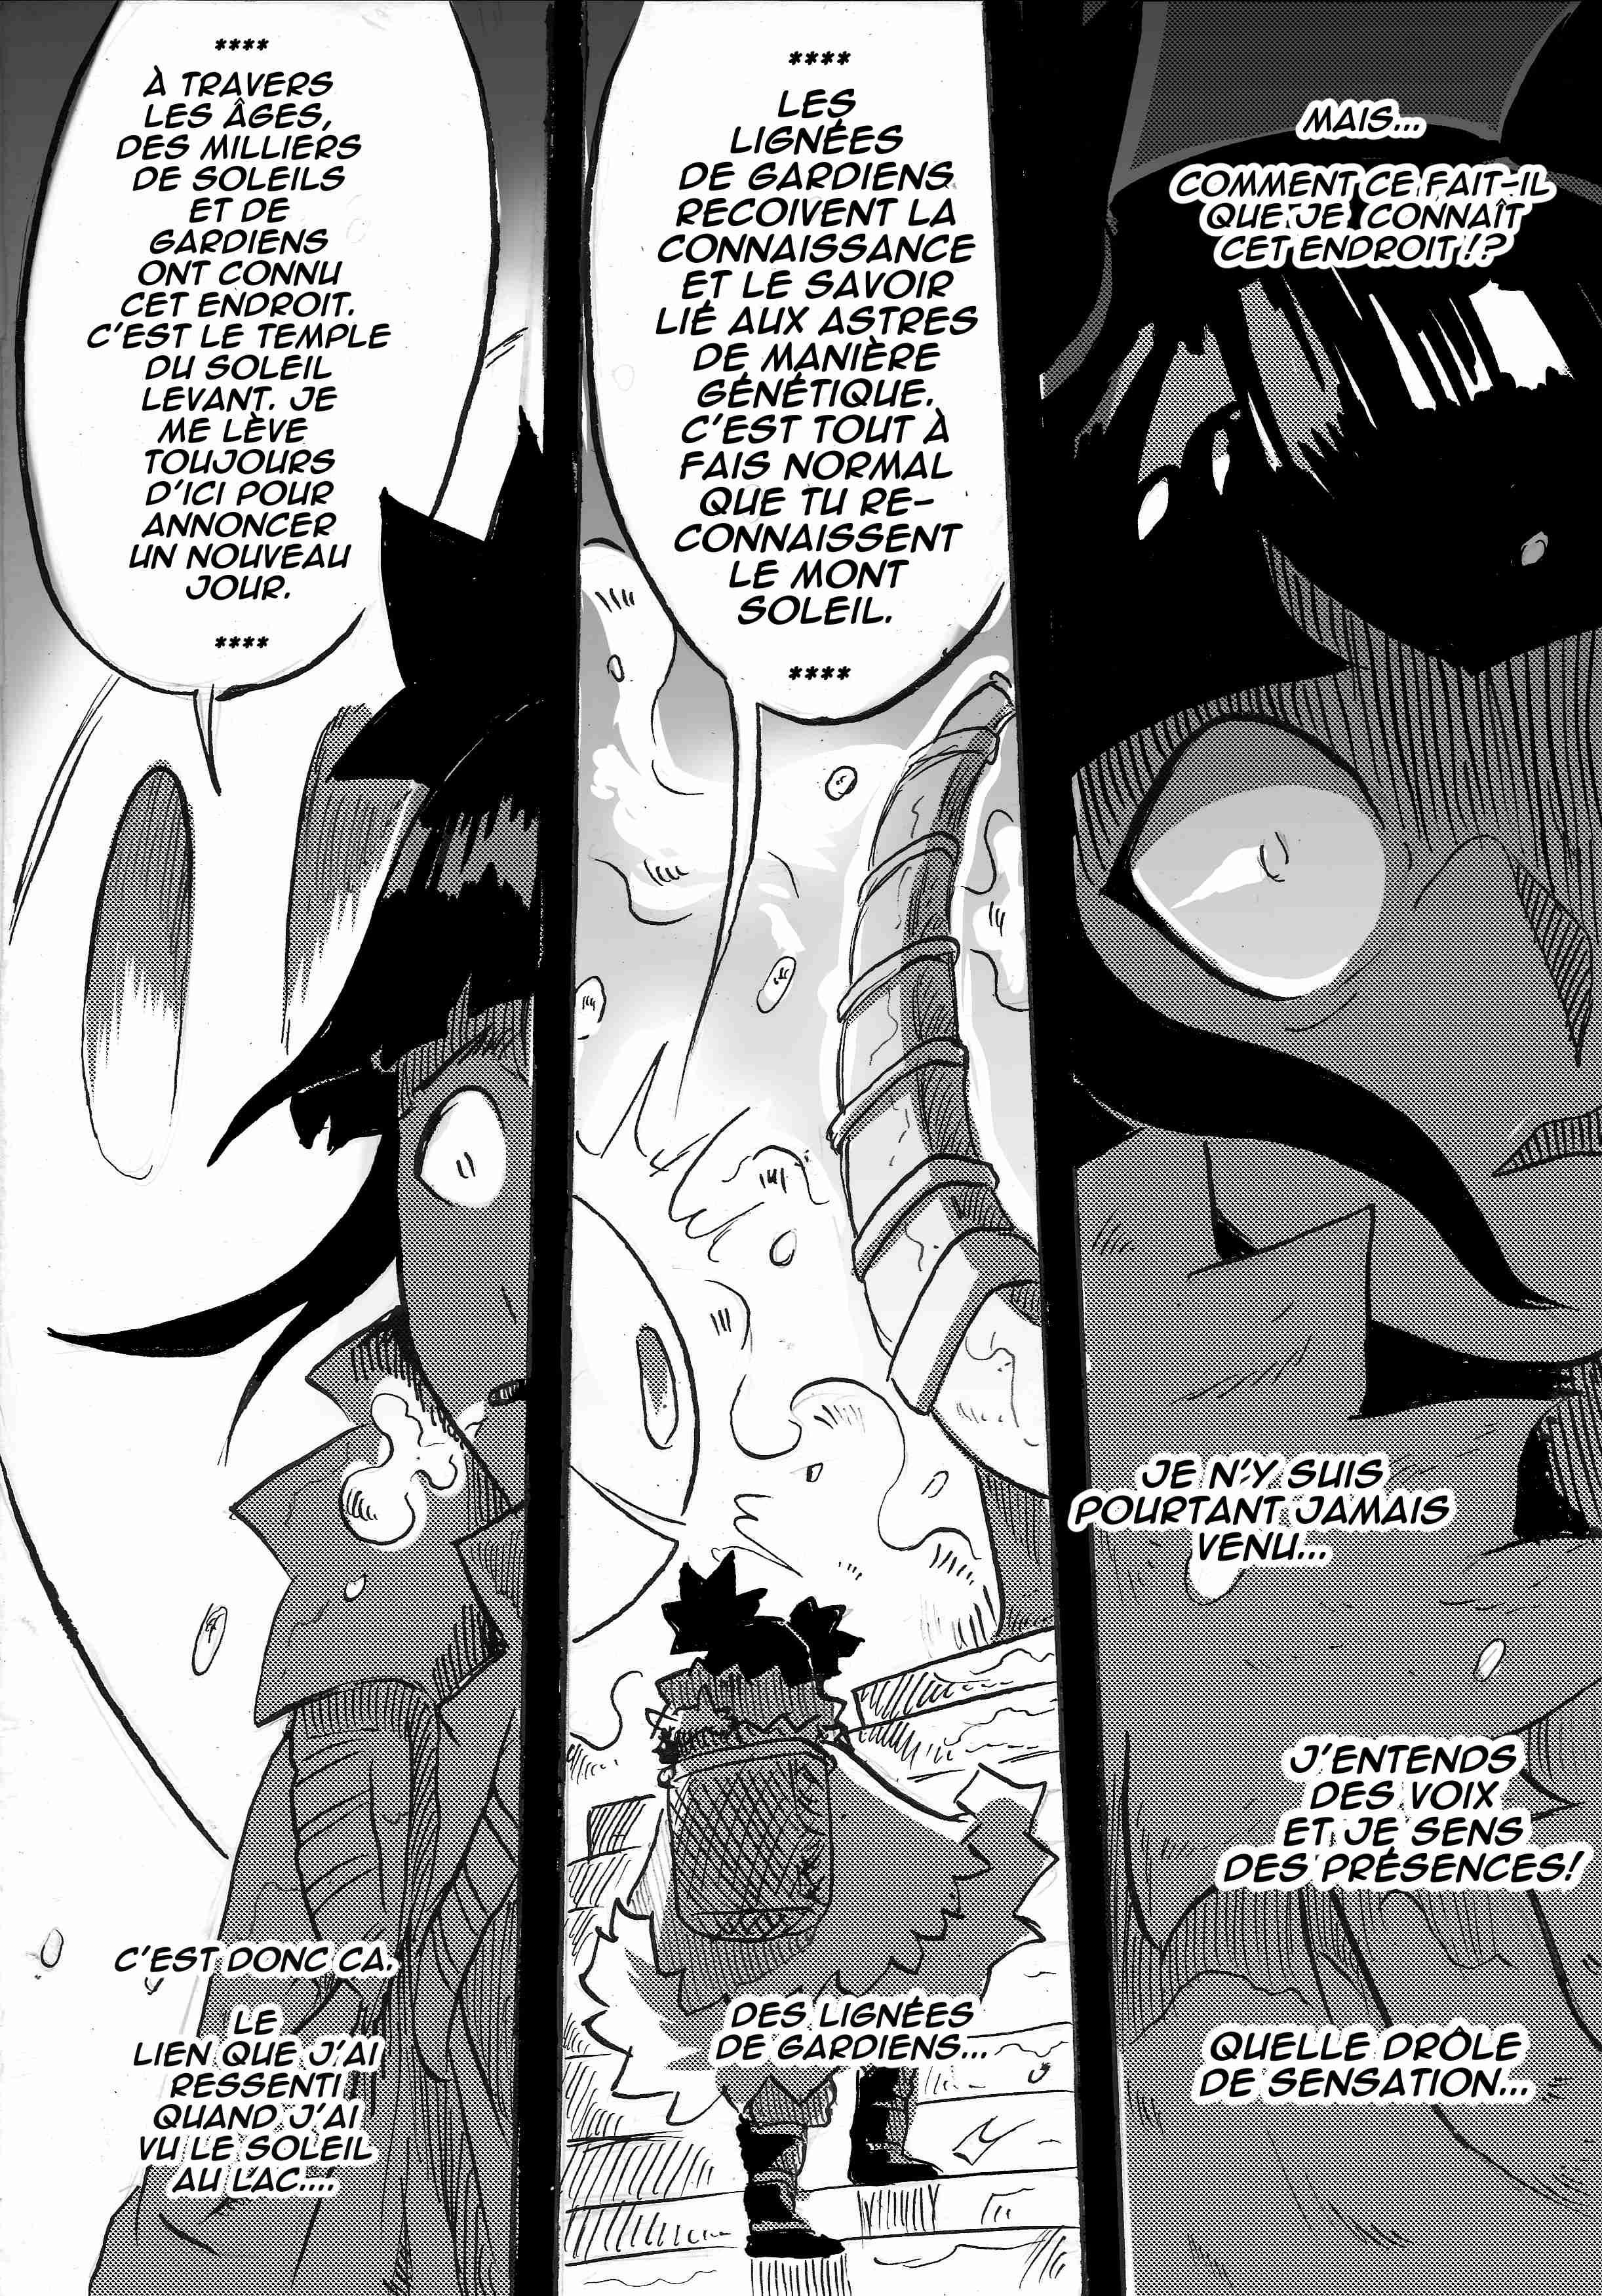 MAIS...
COMMENT CE FAIT-IL
QUE JE CONNAÎT
CET ENDROIT!?
JE N'Y SUIS
POURTANT JAMAIS
VENU...
J'ENTENDS
DES VOIX
ET JE SENS
DES PRÉSENCES!
QUELLE DRÔLE
DE SENSATION...
****
LES
LIGNÉES
DE GARDIENS
RECOIVENT LA
CONNAISSANCE
ET LE SAVOIR
LIÉ AUX ASTRES
DE MANIÈRE
GÉNÉTIQUE.
C'EST TOUT À
FAIS NORMAL
QUE TU RE-
CONNAISSENT
LE MONT
SOLEIL.
****
DES LIGNÉES
DE GARDIENS...
****
À TRAVERS
LES ÂGES,
DES MILLIERS
DE SOLEILS
ET DE
GARDIENS
ONT CONNU
CET ENDROIT.
C'EST LE TEMPLE
DU SOLEIL
LEVANT. JE
ME LÈVE
TOUJOURS
D'ICI POUR
ANNONCER
UN NOUVEAU
JOUR.
****
C'EST DONC CA.
LE
LIEN QUE J'AI
RESSENTI
QUAND J'AI
VU LE SOLEIL
AU LAC....